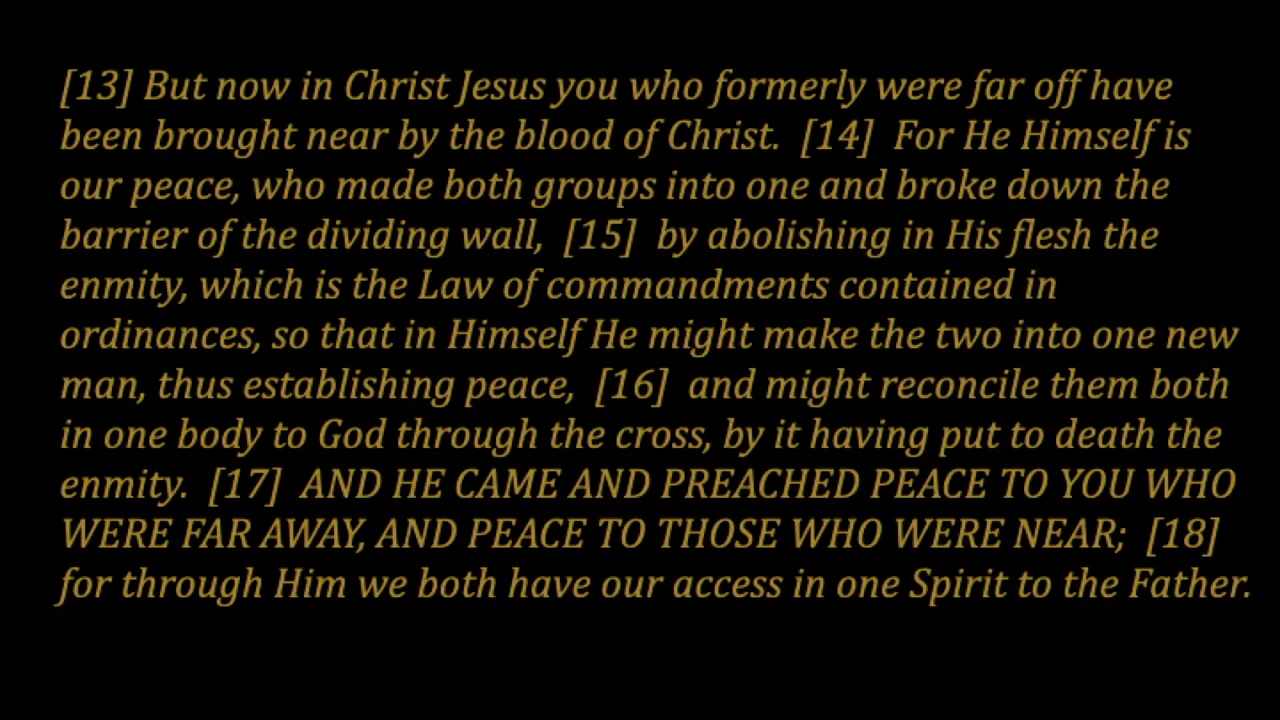 [13] But now in Christ Jesus you who formerly were far off have
been brought near by the blood of Christ. [14] For He Himself is
our peace, who made both groups into one and broke down the
barrier of the dividing wall, [15] by abolishing in His flesh the
enmity, which is the Law of commandments contained in
ordinances, so that in Himself He might make the two into one new
man, thus establishing peace, [16] and might reconcile them both
in one body to God through the cross, by it having put to death the
enmity. [17] AND HE CAME AND PREACHED PEACE TO YOU WHO
WERE FAR AWAY, AND PEACE TO THOSE WHO WERE NEAR; [18]
for through Him we both have our access in one Spirit to the Father.